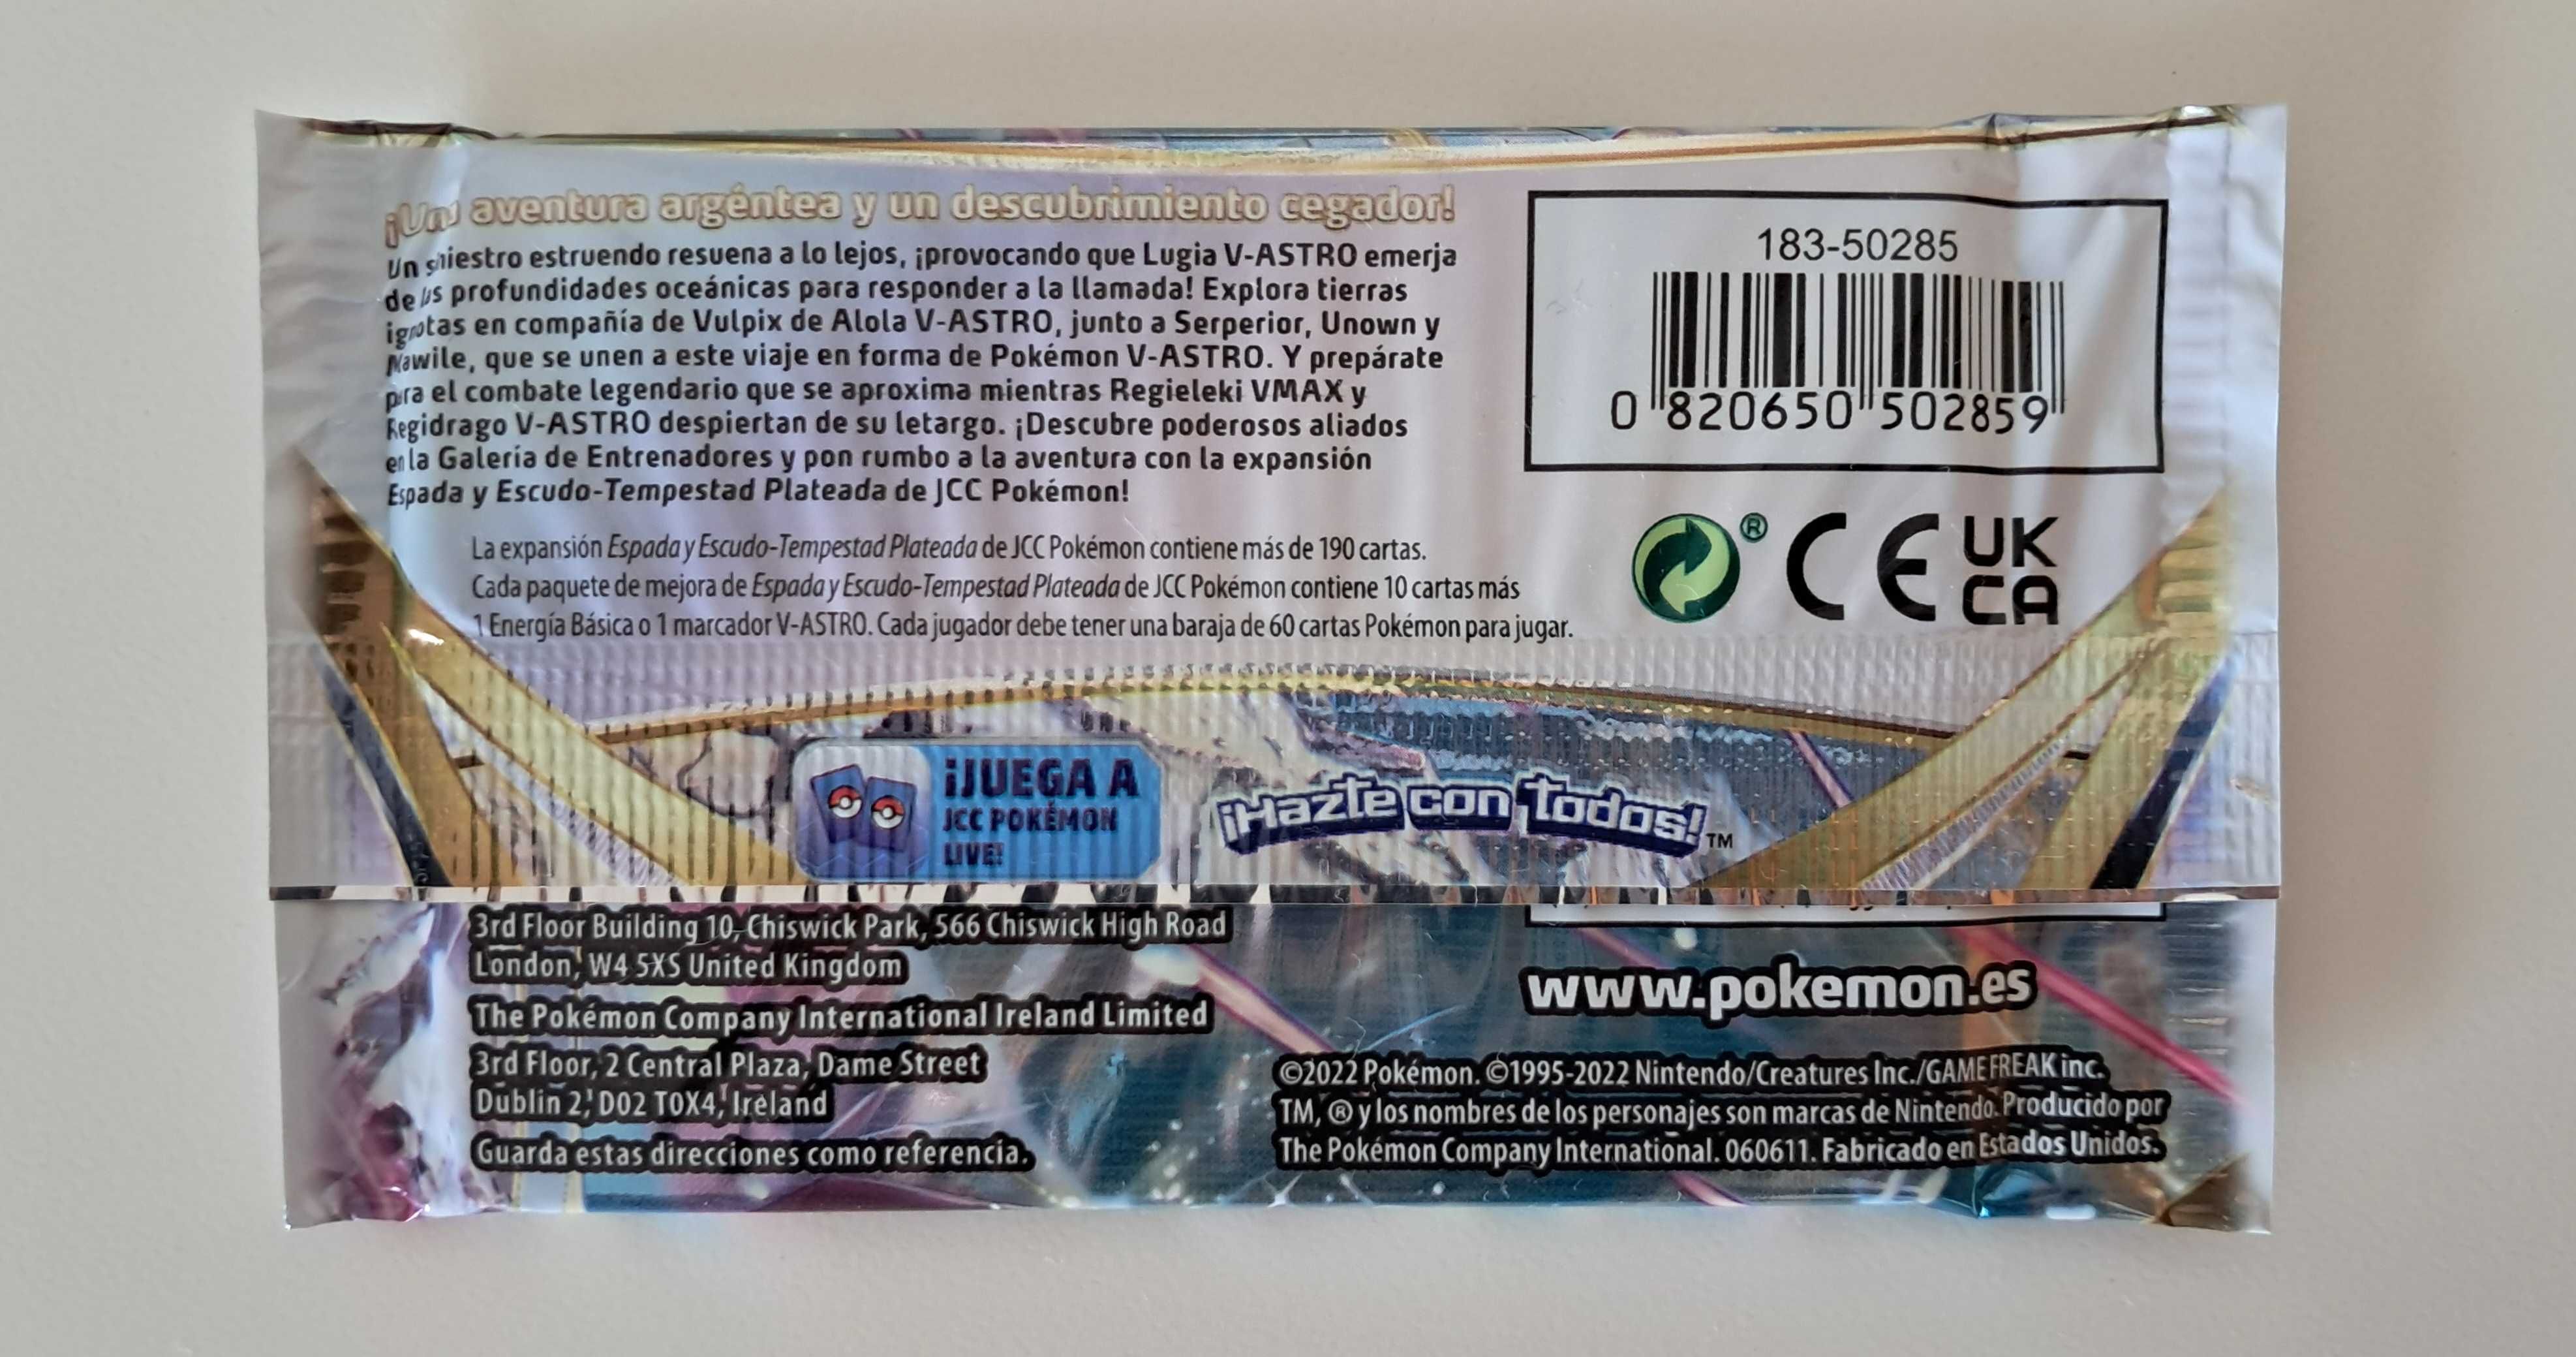 ¡Una aventura argéntea y un descubrimiento cegador!
Un siniestro estruendo resuena a lo lejos, ¡provocando que Lugia V-ASTRO emerja
de las profundidades oceánicas para responder a la llamada! Explora tierras
ignotas en compañía de Vulpix de Alola V-ASTRO, junto a Serperior, Unown y
Mawile, que se unen a este viaje en forma de Pokémon V-ASTRO. Y prepárate
para el combate legendario que se aproxima mientras Regieleki VMAX y
Regidrago V-ASTRO despiertan de su letargo. ¡Descubre poderosos aliados
en la Galería de Entrenadores y pon rumbo a la aventura con la expansión
Espada y Escudo-Tempestad Plateada de JCC Pokémon!
La expansión Espada y Escudo-Tempestad Plateada de JCC Pokémon contiene más de 190 cartas.
Cada paquete de mejora de Espada y Escudo-Tempestad Plateada de JCC Pokémon contiene 10 cartas más
1 Energía Básica o 1 marcador V-ASTRO. Cada jugador debe tener una baraja de 60 cartas Pokémon para jugar.
183-50285
0 820650 502859
® CE UK
CA
¡JUEGA A
JCC POKÉMON
LIVE!
¡Hazte con todos!™
3rd Floor Building 10, Chiswick Park, 566 Chiswick High Road
London, W4 5XS United Kingdom
The Pokémon Company International Ireland Limited
3rd Floor, 2 Central Plaza, Dame Street
Dublin 2, D02 T0X4, Ireland
Guarda estas direcciones como referencia.
www.pokemon.es
©2022 Pokémon. ©1995-2022 Nintendo/Creatures Inc./GAME FREAK inc.
TM, ® y los nombres de los personajes son marcas de Nintendo. Producido por
The Pokémon Company International. 060611. Fabricado en Estados Unidos.